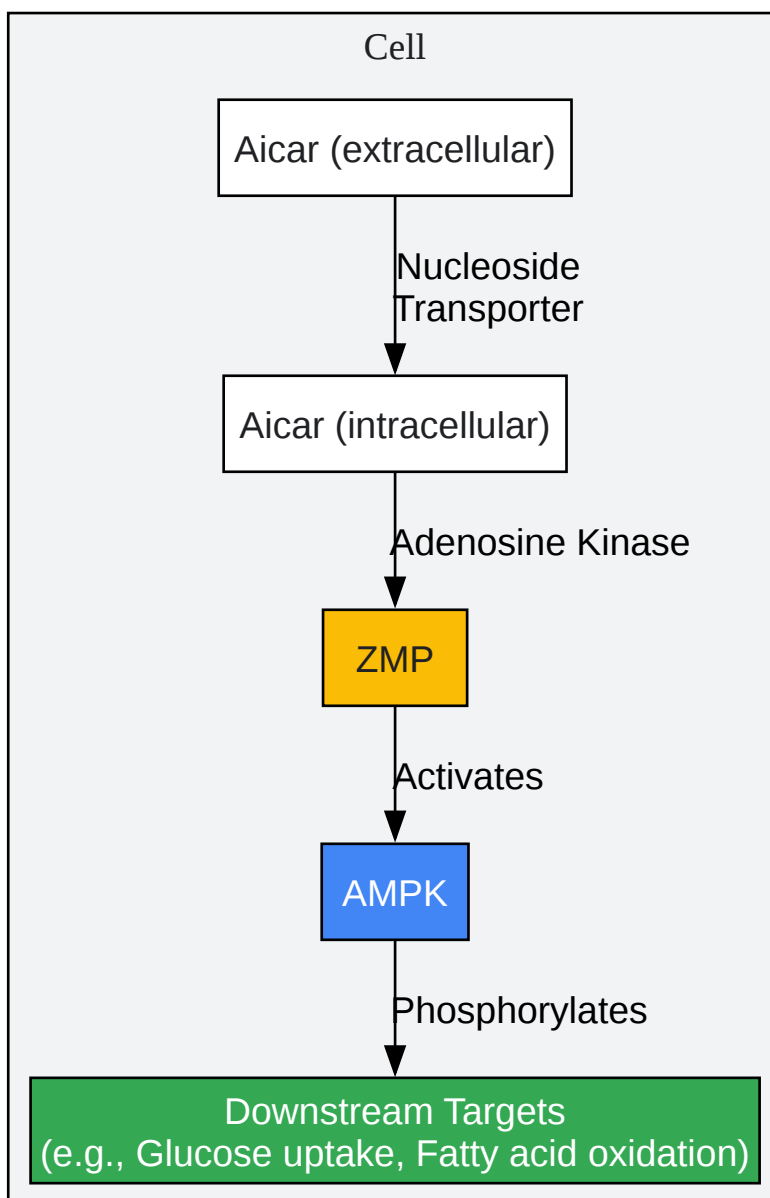 Cell
Aicar (extracellular)
Nucleoside
Transporter
Aicar (intracellular)
Adenosine Kinase
ZMP
Activates
AMPK
Phosphorylates
Downstream Targets
(e.g., Glucose uptake, Fatty acid oxidation)